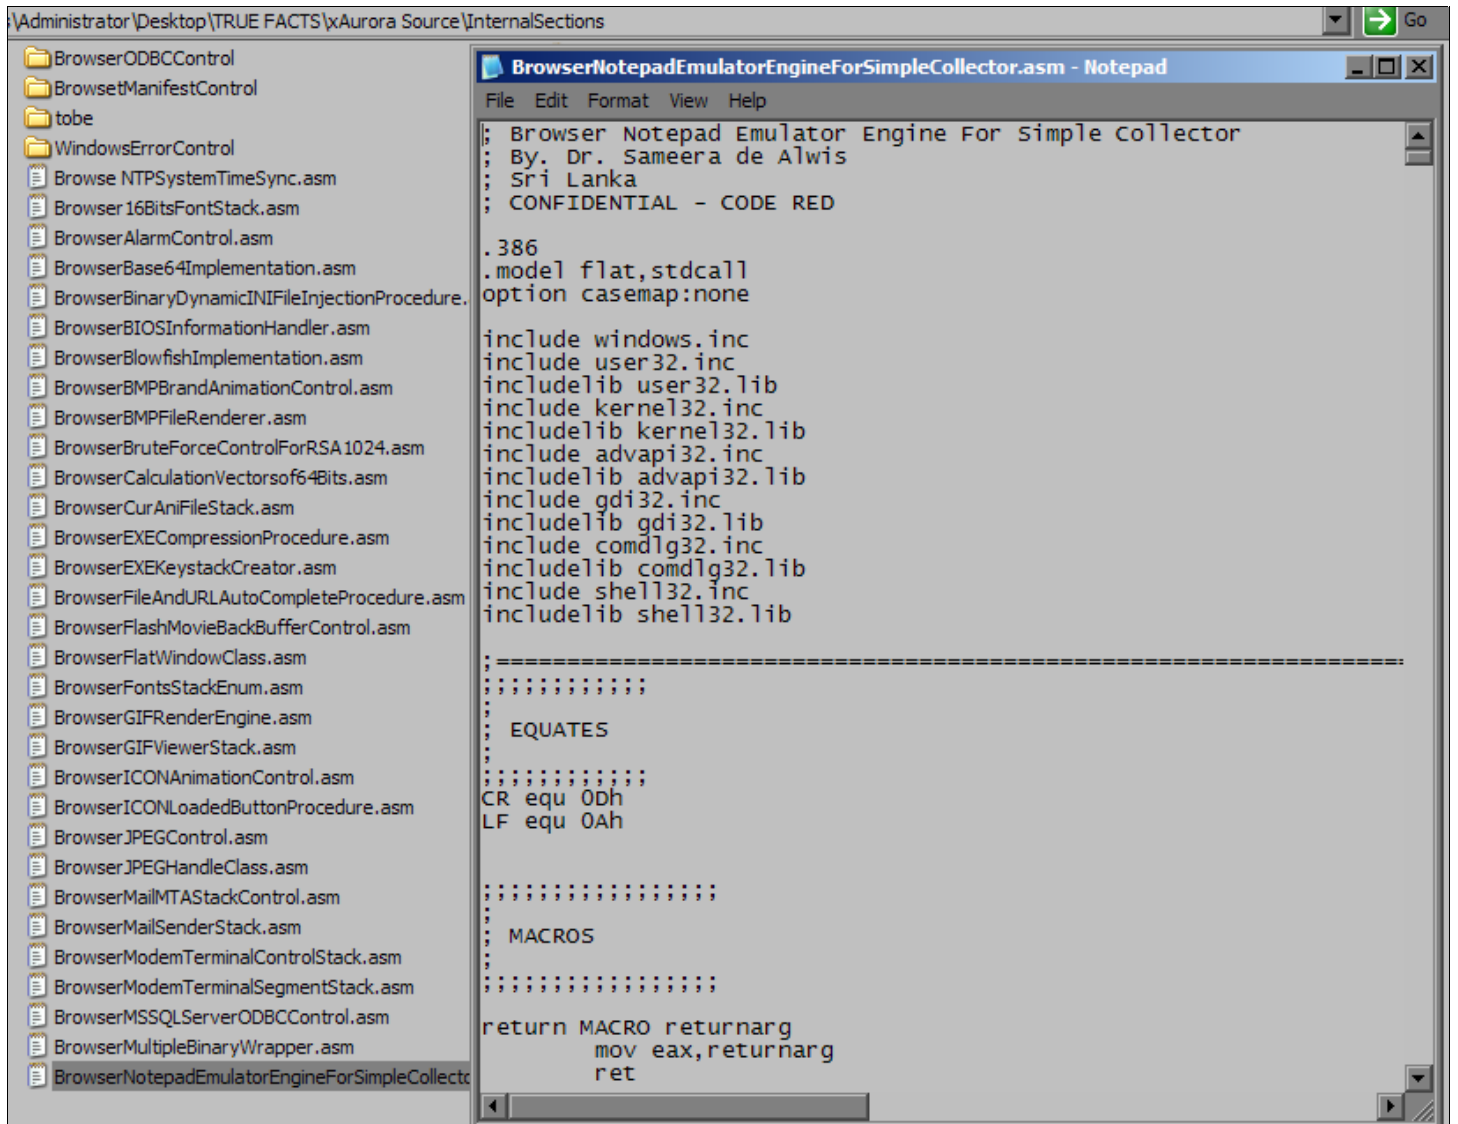 \Administrator\Desktop\TRUE FACTS\xAurora Source\InternalSections
Go
BrowserODBCControl
BrowsetManifestControl
tobe
WindowsErrorControl
Browse NTPSystemTimeSync.asm
Browser16BitsFontStack.asm
BrowserAlarmControl.asm
BrowserBase64Implementation.asm
BrowserBinaryDynamicINIFileInjectionProcedure.
BrowserBIOSInformationHandler.asm
BrowserBlowfishImplementation.asm
BrowserBMPBrandAnimationControl.asm
BrowserBMPFileRenderer.asm
BrowserBruteForceControlForRSA1024.asm
BrowserCalculationVectorsof64Bits.asm
BrowserCurAniFileStack.asm
BrowserEXECompressionProcedure.asm
BrowserEXEKeystackCreator.asm
BrowserFileAndURLAutoCompleteProcedure.asm
BrowserFlashMovieBackBufferControl.asm
BrowserFlatWindowClass.asm
BrowserFontsStackEnum.asm
BrowserGIFRenderEngine.asm
BrowserGIFViewerStack.asm
BrowserICONAnimationControl.asm
BrowserICONLoadedButtonProcedure.asm
BrowserJPEGControl.asm
BrowserJPEGHandleClass.asm
BrowserMailMTAStackControl.asm
BrowserMailSenderStack.asm
BrowserModemTerminalControlStack.asm
BrowserModemTerminalSegmentStack.asm
BrowserMSSQLServerODBCControl.asm
BrowserMultipleBinaryWrapper.asm
BrowserNotepadEmulatorEngineForSimpleCollecto
BrowserNotepadEmulatorEngineForSimpleCollector.asm - Notepad
File Edit Format View Help
; Browser Notepad Emulator Engine For Simple Collector
; By. Dr. Sameera de Alwis
; Sri Lanka
; CONFIDENTIAL - CODE RED
.386
.model flat,stdcall
option casemap:none
include windows.inc
include user32.inc
includelib user32.lib
include kernel32.inc
includelib kernel32.lib
include advapi32.inc
includelib advapi32.lib
include gdi32.inc
includelib gdi32.lib
include comdlg32.inc
includelib comdlg32.lib
include shell32.inc
includelib shell32.lib
;================================================================
;;;;;;;;;;;;
;
; EQUATES
;
;;;;;;;;;;;;
CR equ 0Dh
LF equ 0Ah
;;;;;;;;;;;;;;;;;
;
; MACROS
;
;;;;;;;;;;;;;;;;;
return MACRO returnarg
mov eax,returnarg
ret